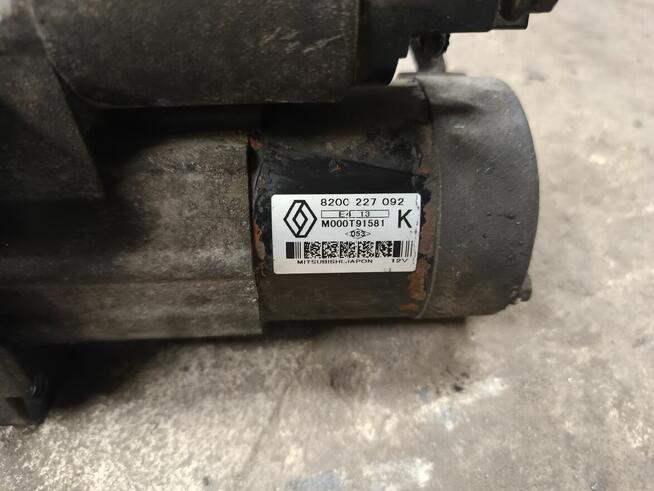 8200 227 092
E4 13
M000T91581
K
<053>
MITSUBISHI.JAPON 12V